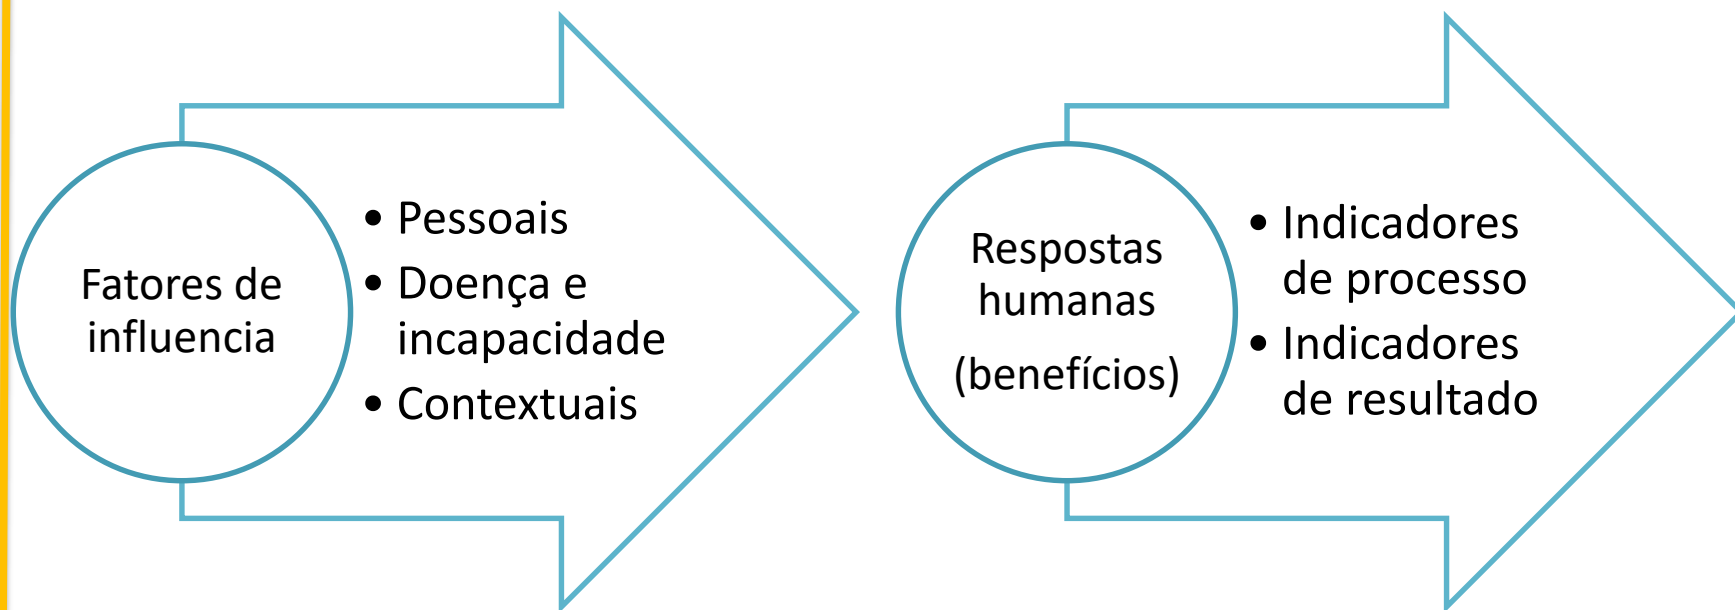 Fatores de
influencia
• Pessoais
• Doença e
incapacidade
• Contextuais
Respostas
humanas
(benefícios)
• Indicadores
de processo
• Indicadores
de resultado